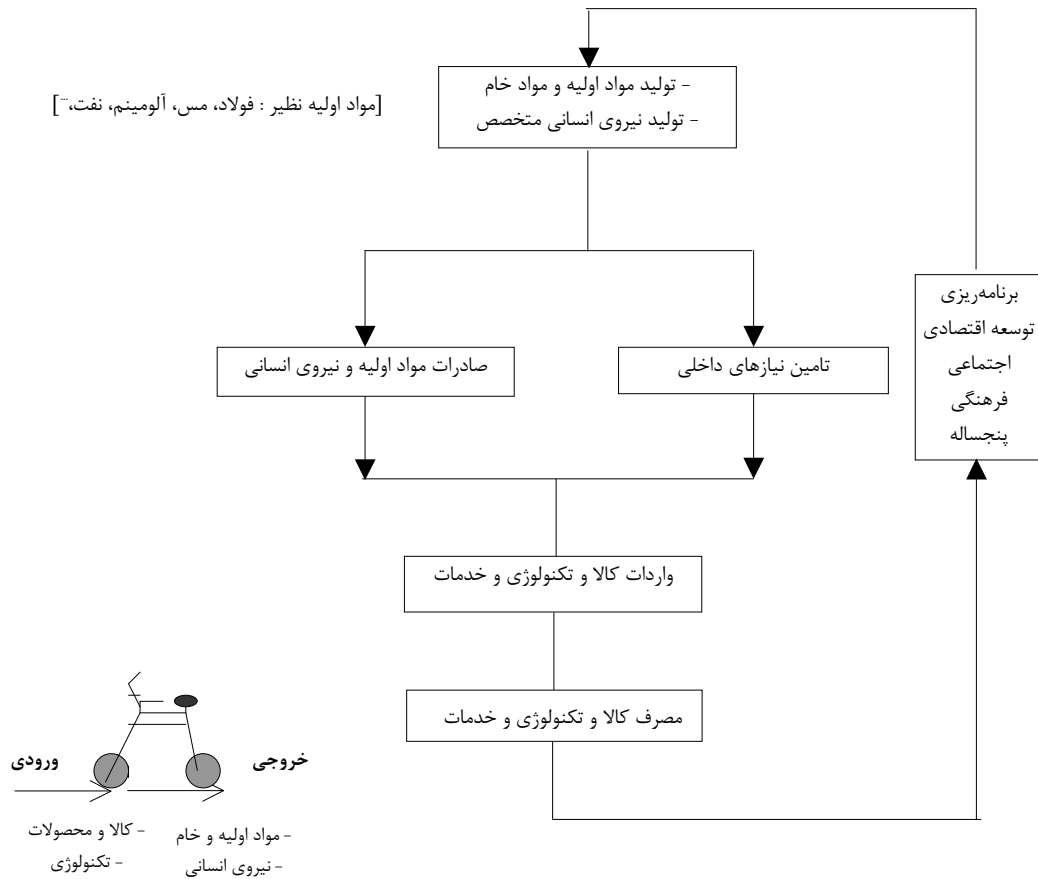 - تولید مواد اولیه و مواد خام
- تولید نیروی انسانی متخصص
[مواد اولیه نظیر : فولاد، مس، آلومینم، نفت،...]
صادرات مواد اولیه و نیروی انسانی
تامین نیازهای داخلی
برنامه‌ریزی
توسعه اقتصادی
اجتماعی
فرهنگی
پنجساله
واردات کالا و تکنولوژی و خدمات
مصرف کالا و تکنولوژی و خدمات
خروجی
ورودی
- مواد اولیه و خام
- نیروی انسانی
- کالا و محصولات
- تکنولوژی